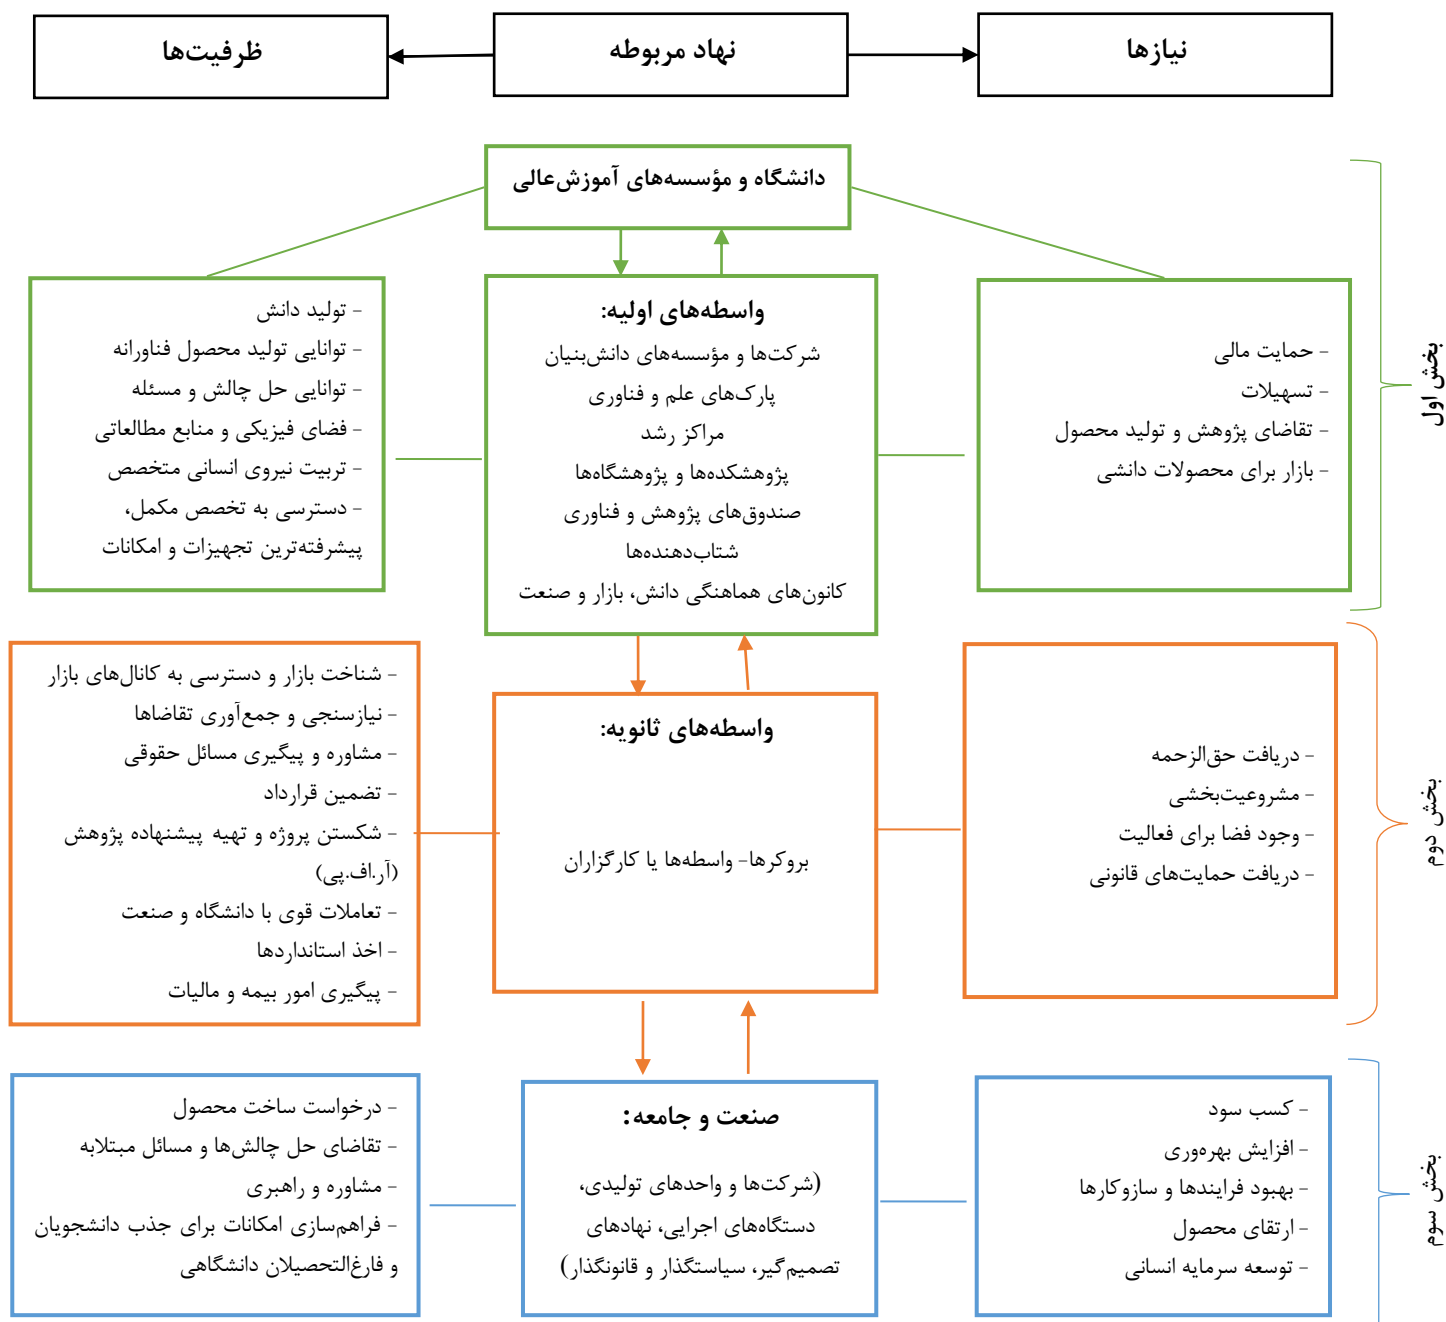 نیازها
نهاد مربوطه
ظرفیت‌ها
دانشگاه و مؤسسه‌های آموزش‌عالی
بخش اول
- حمایت مالی
- تسهیلات
- تقاضای پژوهش و تولید محصول
- بازار برای محصولات دانشی
واسطه‌های اولیه:
شرکت‌ها و مؤسسه‌های دانش‌بنیان
پارک‌های علم و فناوری
مراکز رشد
پژوهشکده‌ها و پژوهشگاه‌ها
صندوق‌های پژوهش و فناوری
شتاب‌دهنده‌ها
کانون‌های هماهنگی دانش، بازار و صنعت
- تولید دانش
- توانایی تولید محصول فناورانه
- توانایی حل چالش و مسئله
- فضای فیزیکی و منابع مطالعاتی
- تربیت نیروی انسانی متخصص
- دسترسی به تخصص مکمل،
پیشرفته‌ترین تجهیزات و امکانات
بخش دوم
- دریافت حق‌الزحمه
- مشروعیت‌بخشی
- وجود فضا برای فعالیت
- دریافت حمایت‌های قانونی
واسطه‌های ثانویه:
بروکرها- واسطه‌ها یا کارگزاران
- شناخت بازار و دسترسی به کانال‌های بازار
- نیازسنجی و جمع‌آوری تقاضاها
- مشاوره و پیگیری مسائل حقوقی
- تضمین قرارداد
- شکستن پروژه و تهیه پیشنهاده پژوهش
(آر.اف.پی)
- تعاملات قوی با دانشگاه و صنعت
- اخذ استانداردها
- پیگیری امور بیمه و مالیات
بخش سوم
- کسب سود
- افزایش بهره‌وری
- بهبود فرایندها و سازوکارها
- ارتقای محصول
- توسعه سرمایه انسانی
صنعت و جامعه:
(شرکت‌ها و واحدهای تولیدی،
دستگاه‌های اجرایی، نهادهای
تصمیم‌گیر، سیاستگذار و قانونگذار)
- درخواست ساخت محصول
- تقاضای حل چالش‌ها و مسائل مبتلابه
- مشاوره و راهبری
- فراهم‌سازی امکانات برای جذب دانشجویان
و فارغ‌التحصیلان دانشگاهی